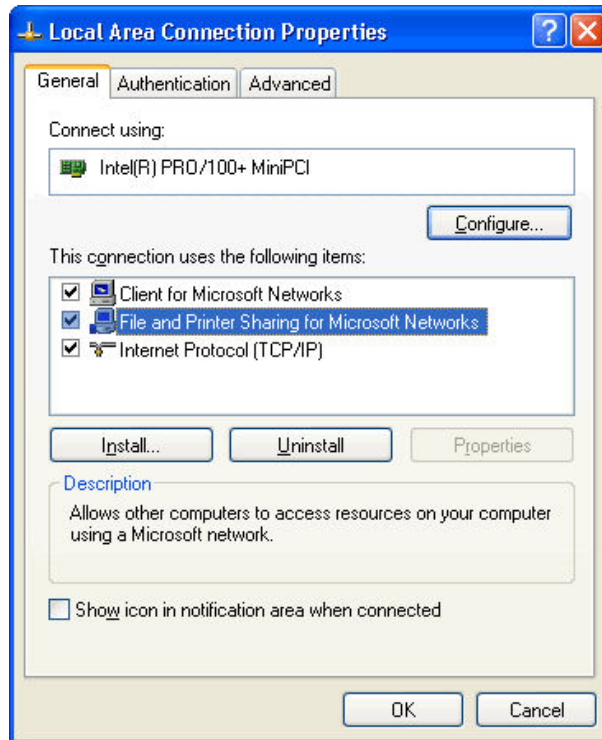 Local Area Connection Properties
General Authentication Advanced
Connect using:
Intel(R) PRO/100+ MiniPCI
Configure...
This connection uses the following items:
Client for Microsoft Networks
File and Printer Sharing for Microsoft Networks
Internet Protocol (TCP/IP)
Install... Uninstall Properties
Description
Allows other computers to access resources on your computer
using a Microsoft network.
Show icon in notification area when connected
OK Cancel